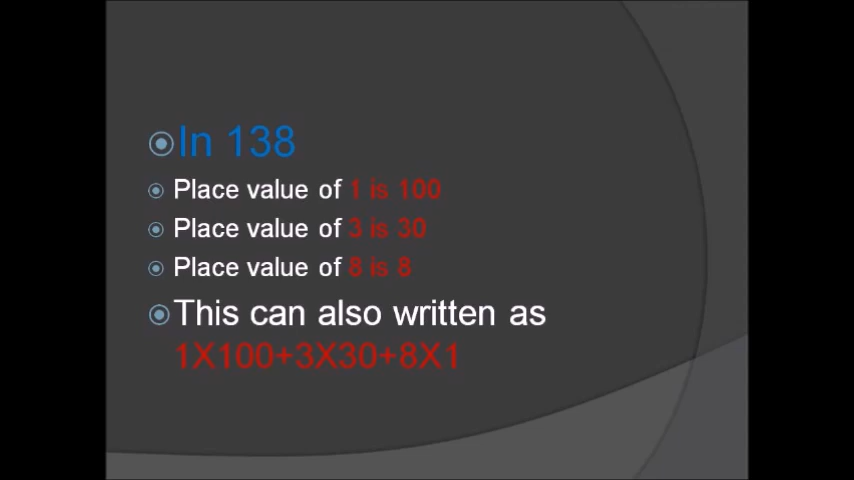 In 138
Place value of 1 is 100
Place value of 3 is 30
Place value of 8 is 8
This can also written as
1X100+3X30+8X1